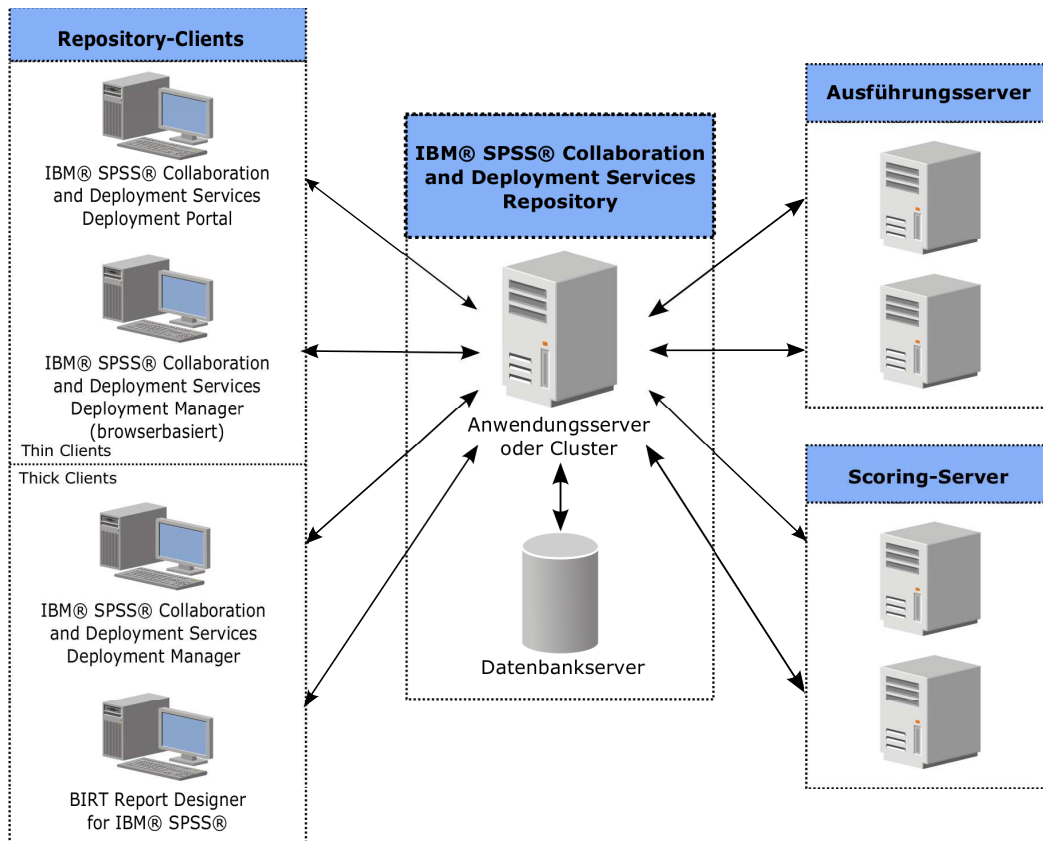 Repository-Clients
IBM® SPSS® Collaboration
and Deployment Services
Deployment Portal
IBM® SPSS® Collaboration
and Deployment Services
Deployment Manager
(browserbasiert)
Thin Clients
Thick Clients
IBM® SPSS® Collaboration
and Deployment Services
Deployment Manager
BIRT Report Designer
for IBM® SPSS®
IBM® SPSS® Collaboration
and Deployment Services
Repository
Anwendungsserver
oder Cluster
Datenbankserver
Ausführungsserver
Scoring-Server